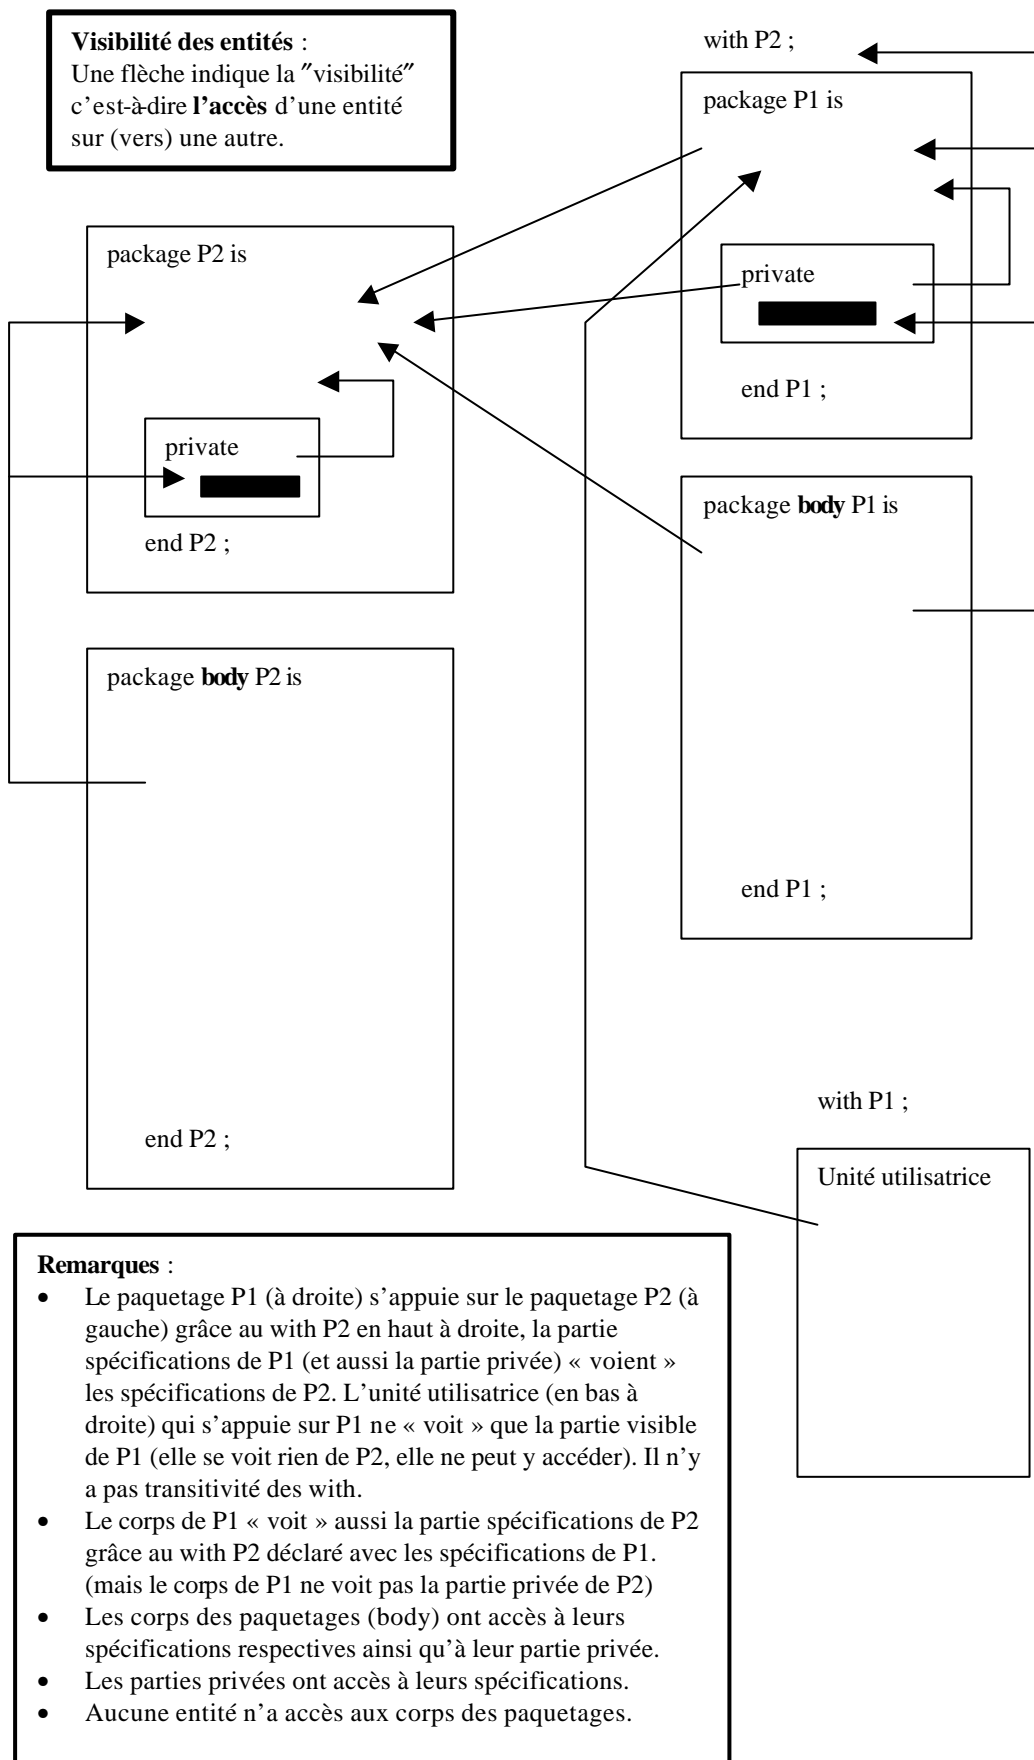 Visibilité des entités :
Une flèche indique la ″visibilité″
c’est-à-dire l’accès d’une entité
sur (vers) une autre.
with P2 ;
package P1 is
private
end P1 ;
package P2 is
private
end P2 ;
package body P1 is
end P1 ;
package body P2 is
end P2 ;
with P1 ;
Unité utilisatrice
Remarques :
• Le paquetage P1 (à droite) s’appuie sur le paquetage P2 (à
gauche) grâce au with P2 en haut à droite, la partie
spécifications de P1 (et aussi la partie privée) « voient »
les spécifications de P2. L’unité utilisatrice (en bas à
droite) qui s’appuie sur P1 ne « voit » que la partie visible
de P1 (elle se voit rien de P2, elle ne peut y accéder). Il n’y
a pas transitivité des with.
• Le corps de P1 « voit » aussi la partie spécifications de P2
grâce au with P2 déclaré avec les spécifications de P1.
(mais le corps de P1 ne voit pas la partie privée de P2)
• Les corps des paquetages (body) ont accès à leurs
spécifications respectives ainsi qu’à leur partie privée.
• Les parties privées ont accès à leurs spécifications.
• Aucune entité n’a accès aux corps des paquetages.